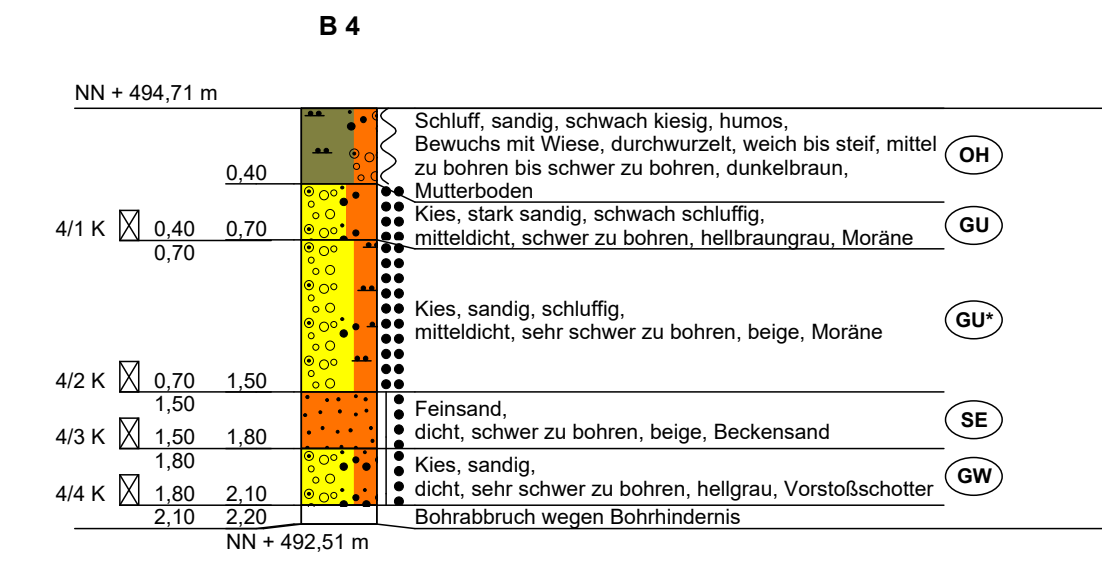 B 4
NN + 494,71 m
Schluff, sandig, schwach kiesig, humos,
Bewuchs mit Wiese, durchwurzelt, weich bis steif, mittel
zu bohren bis schwer zu bohren, dunkelbraun,
Mutterboden
OH
0,40
4/1 K 0,40 0,70
0,70
Kies, stark sandig, schwach schluffig,
mitteldicht, schwer zu bohren, hellbraungrau, Moräne
GU
Kies, sandig, schluffig,
mitteldicht, sehr schwer zu bohren, beige, Moräne
GU*
4/2 K 0,70 1,50
1,50
Feinsand,
dicht, schwer zu bohren, beige, Beckensand
SE
4/3 K 1,50 1,80
1,80
Kies, sandig,
dicht, sehr schwer zu bohren, hellgrau, Vorstoßschotter
GW
4/4 K 1,80 2,10
2,10 2,20
Bohrabbruch wegen Bohrhindernis
NN + 492,51 m